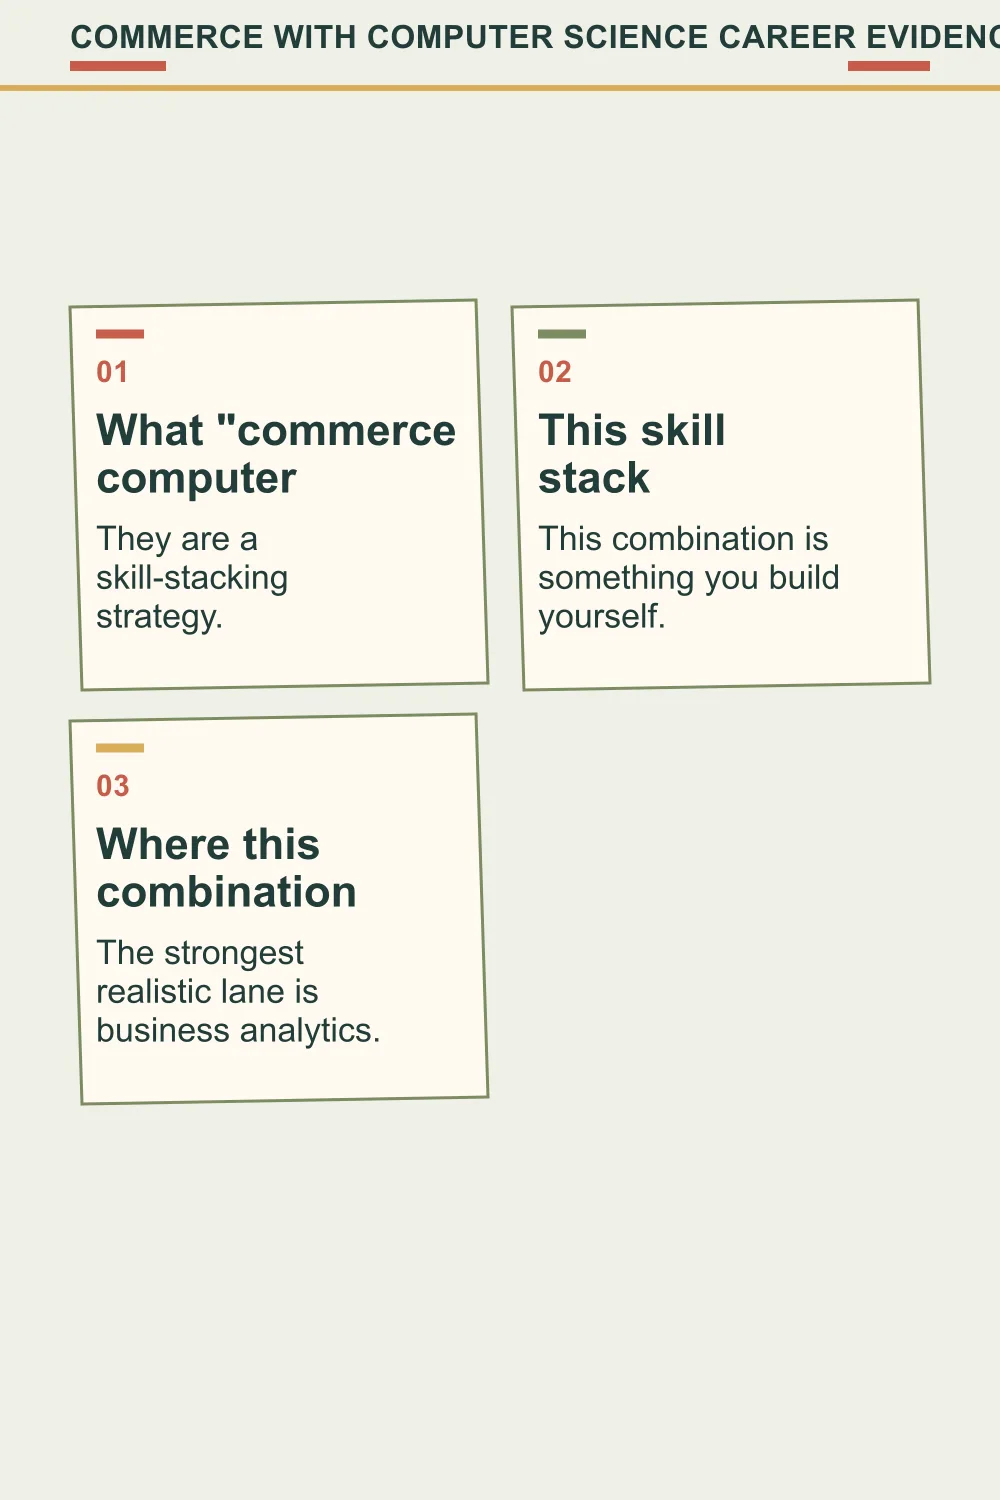 COMMERCE WITH COMPUTER SCIENCE CAREER
01
What "commerce
computer
They are a
skill-stacking
strategy.
02
This skill
stack
This combination is
something you build
yourself.
03
Where this
combination
The strongest
realistic lane is
business analytics.